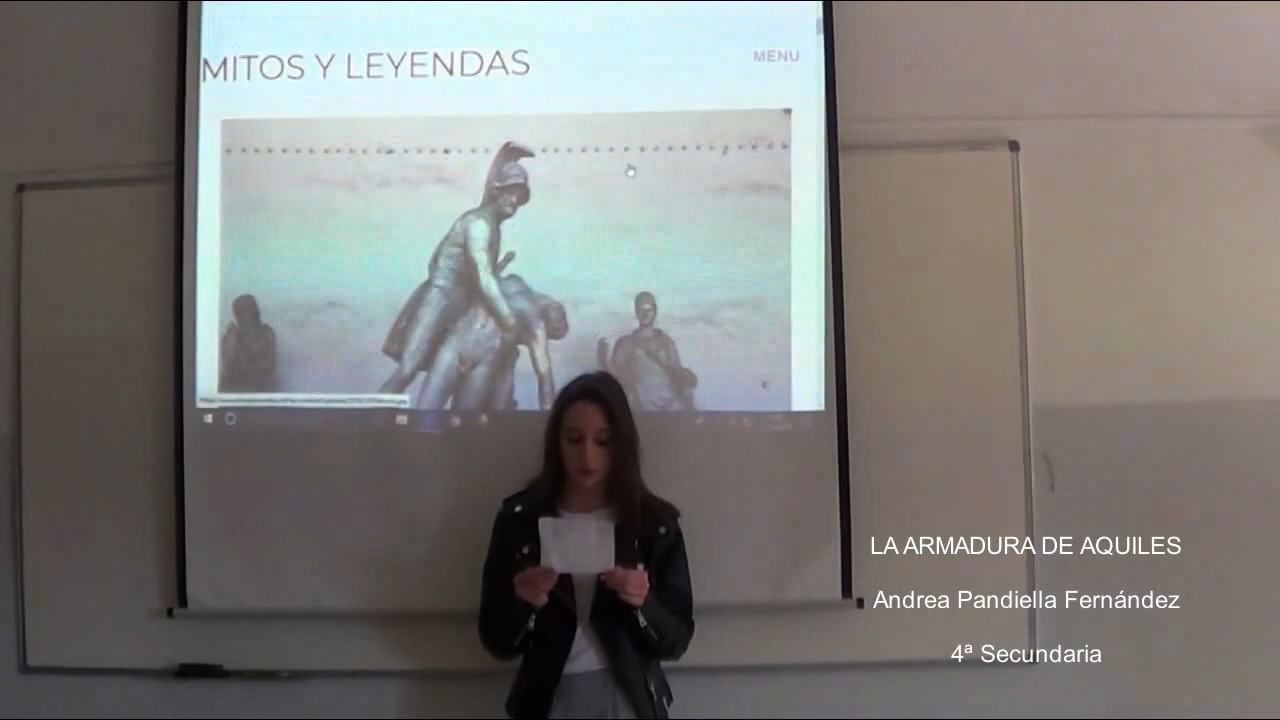 MITOS Y LEYENDAS
MENU
LA ARMADURA DE AQUILES
Andrea Pandiella Fernández
4ª Secundaria